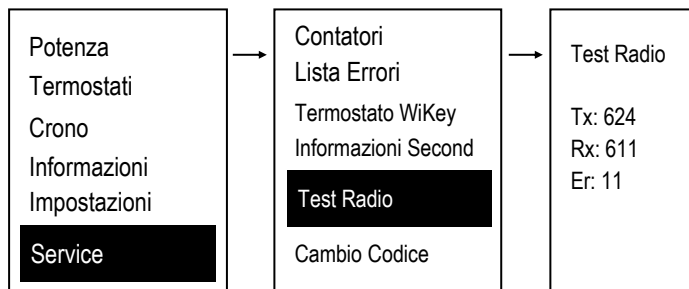 Potenza
Termostati
Crono
Informazioni
Impostazioni
Service
Contatori
Lista Errori
Termostato WiKey
Informazioni Second
Test Radio
Cambio Codice
Test Radio
Tx: 624
Rx: 611
Er: 11